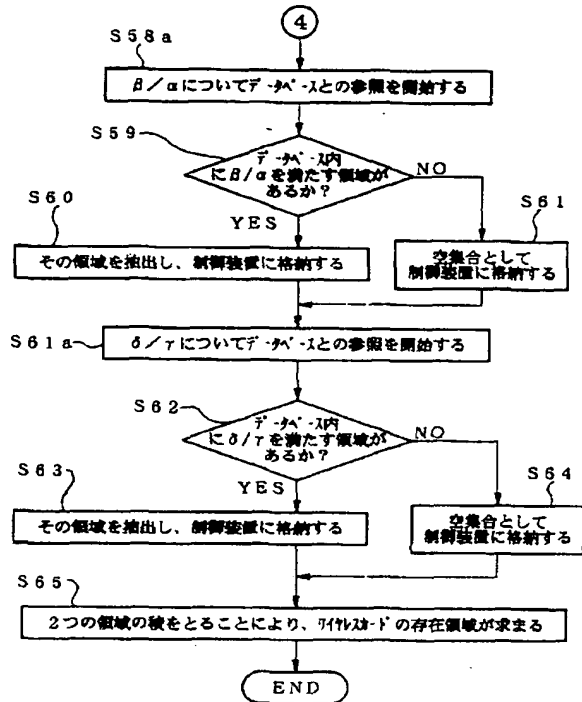 4
S58a
β/αについてデータベースとの参照を開始する
S59
データベース内
にβ/αを満たす領域が
あるか?
NO
YES
S60
その領域を抽出し、制御装置に格納する
S61
空集合として
制御装置に格納する
S61a
δ/γについてデータベースとの参照を開始する
S62
データベース内
にδ/γを満たす領域が
あるか?
NO
YES
S63
その領域を抽出し、制御装置に格納する
S64
空集合として
制御装置に格納する
S65
2つの領域の積をとることにより、ワイヤレスカードの存在領域が求まる
END